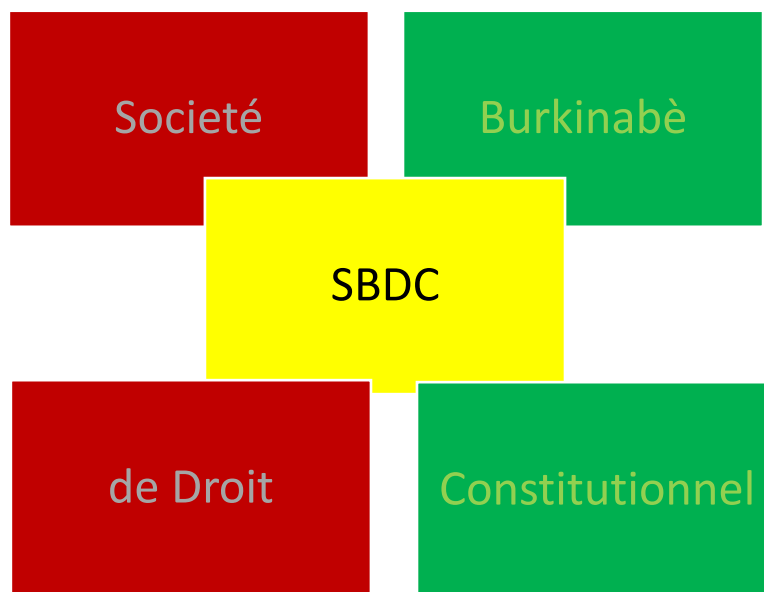 Societé
Burkinabè
SBDC
de Droit
Constitutionnel